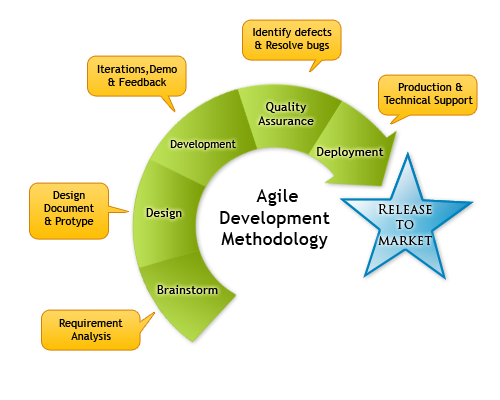 Identify defects
& Resolve bugs
Iterations,Demo
& Feedback
Production &
Technical Support
Quality
Assurance
Development
Deployment
Design
Document
& Protype
Design
Agile
Development
Methodology
RELEASE
TO
MARKET
Brainstorm
Requirement
Analysis